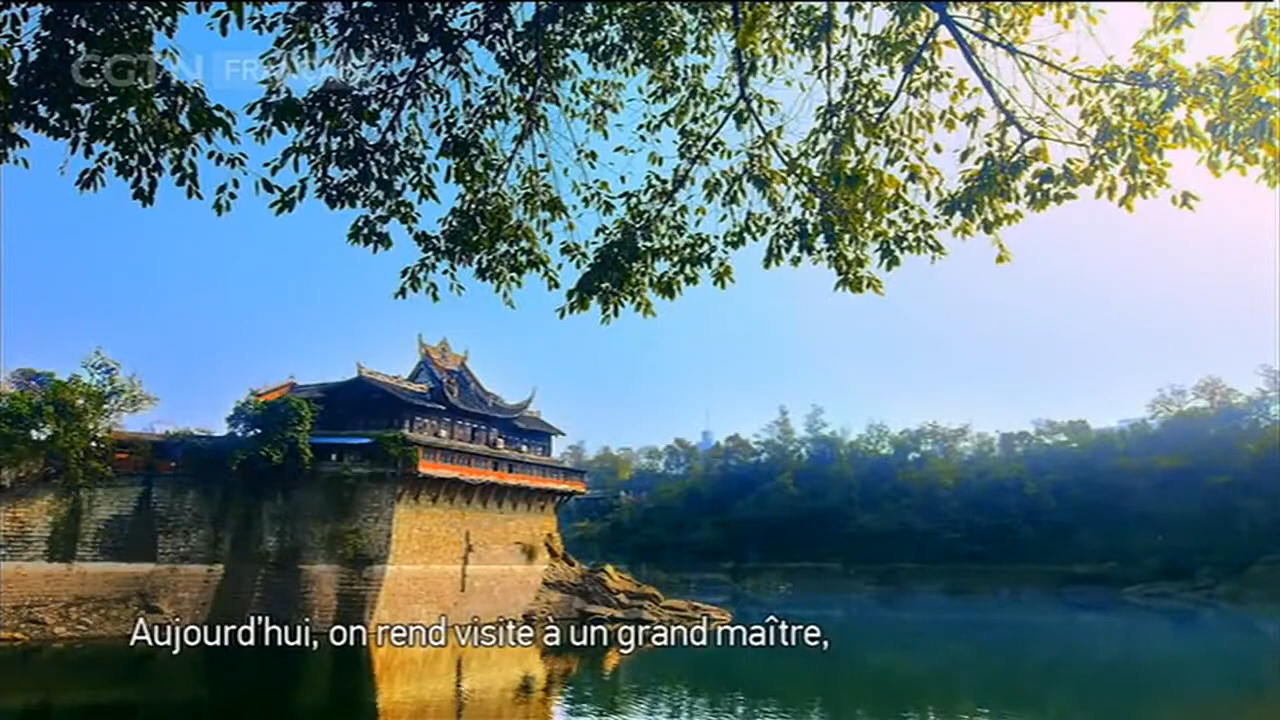 CGTN FRANÇAIS
Aujourd'hui, on rend visite à un grand maître,